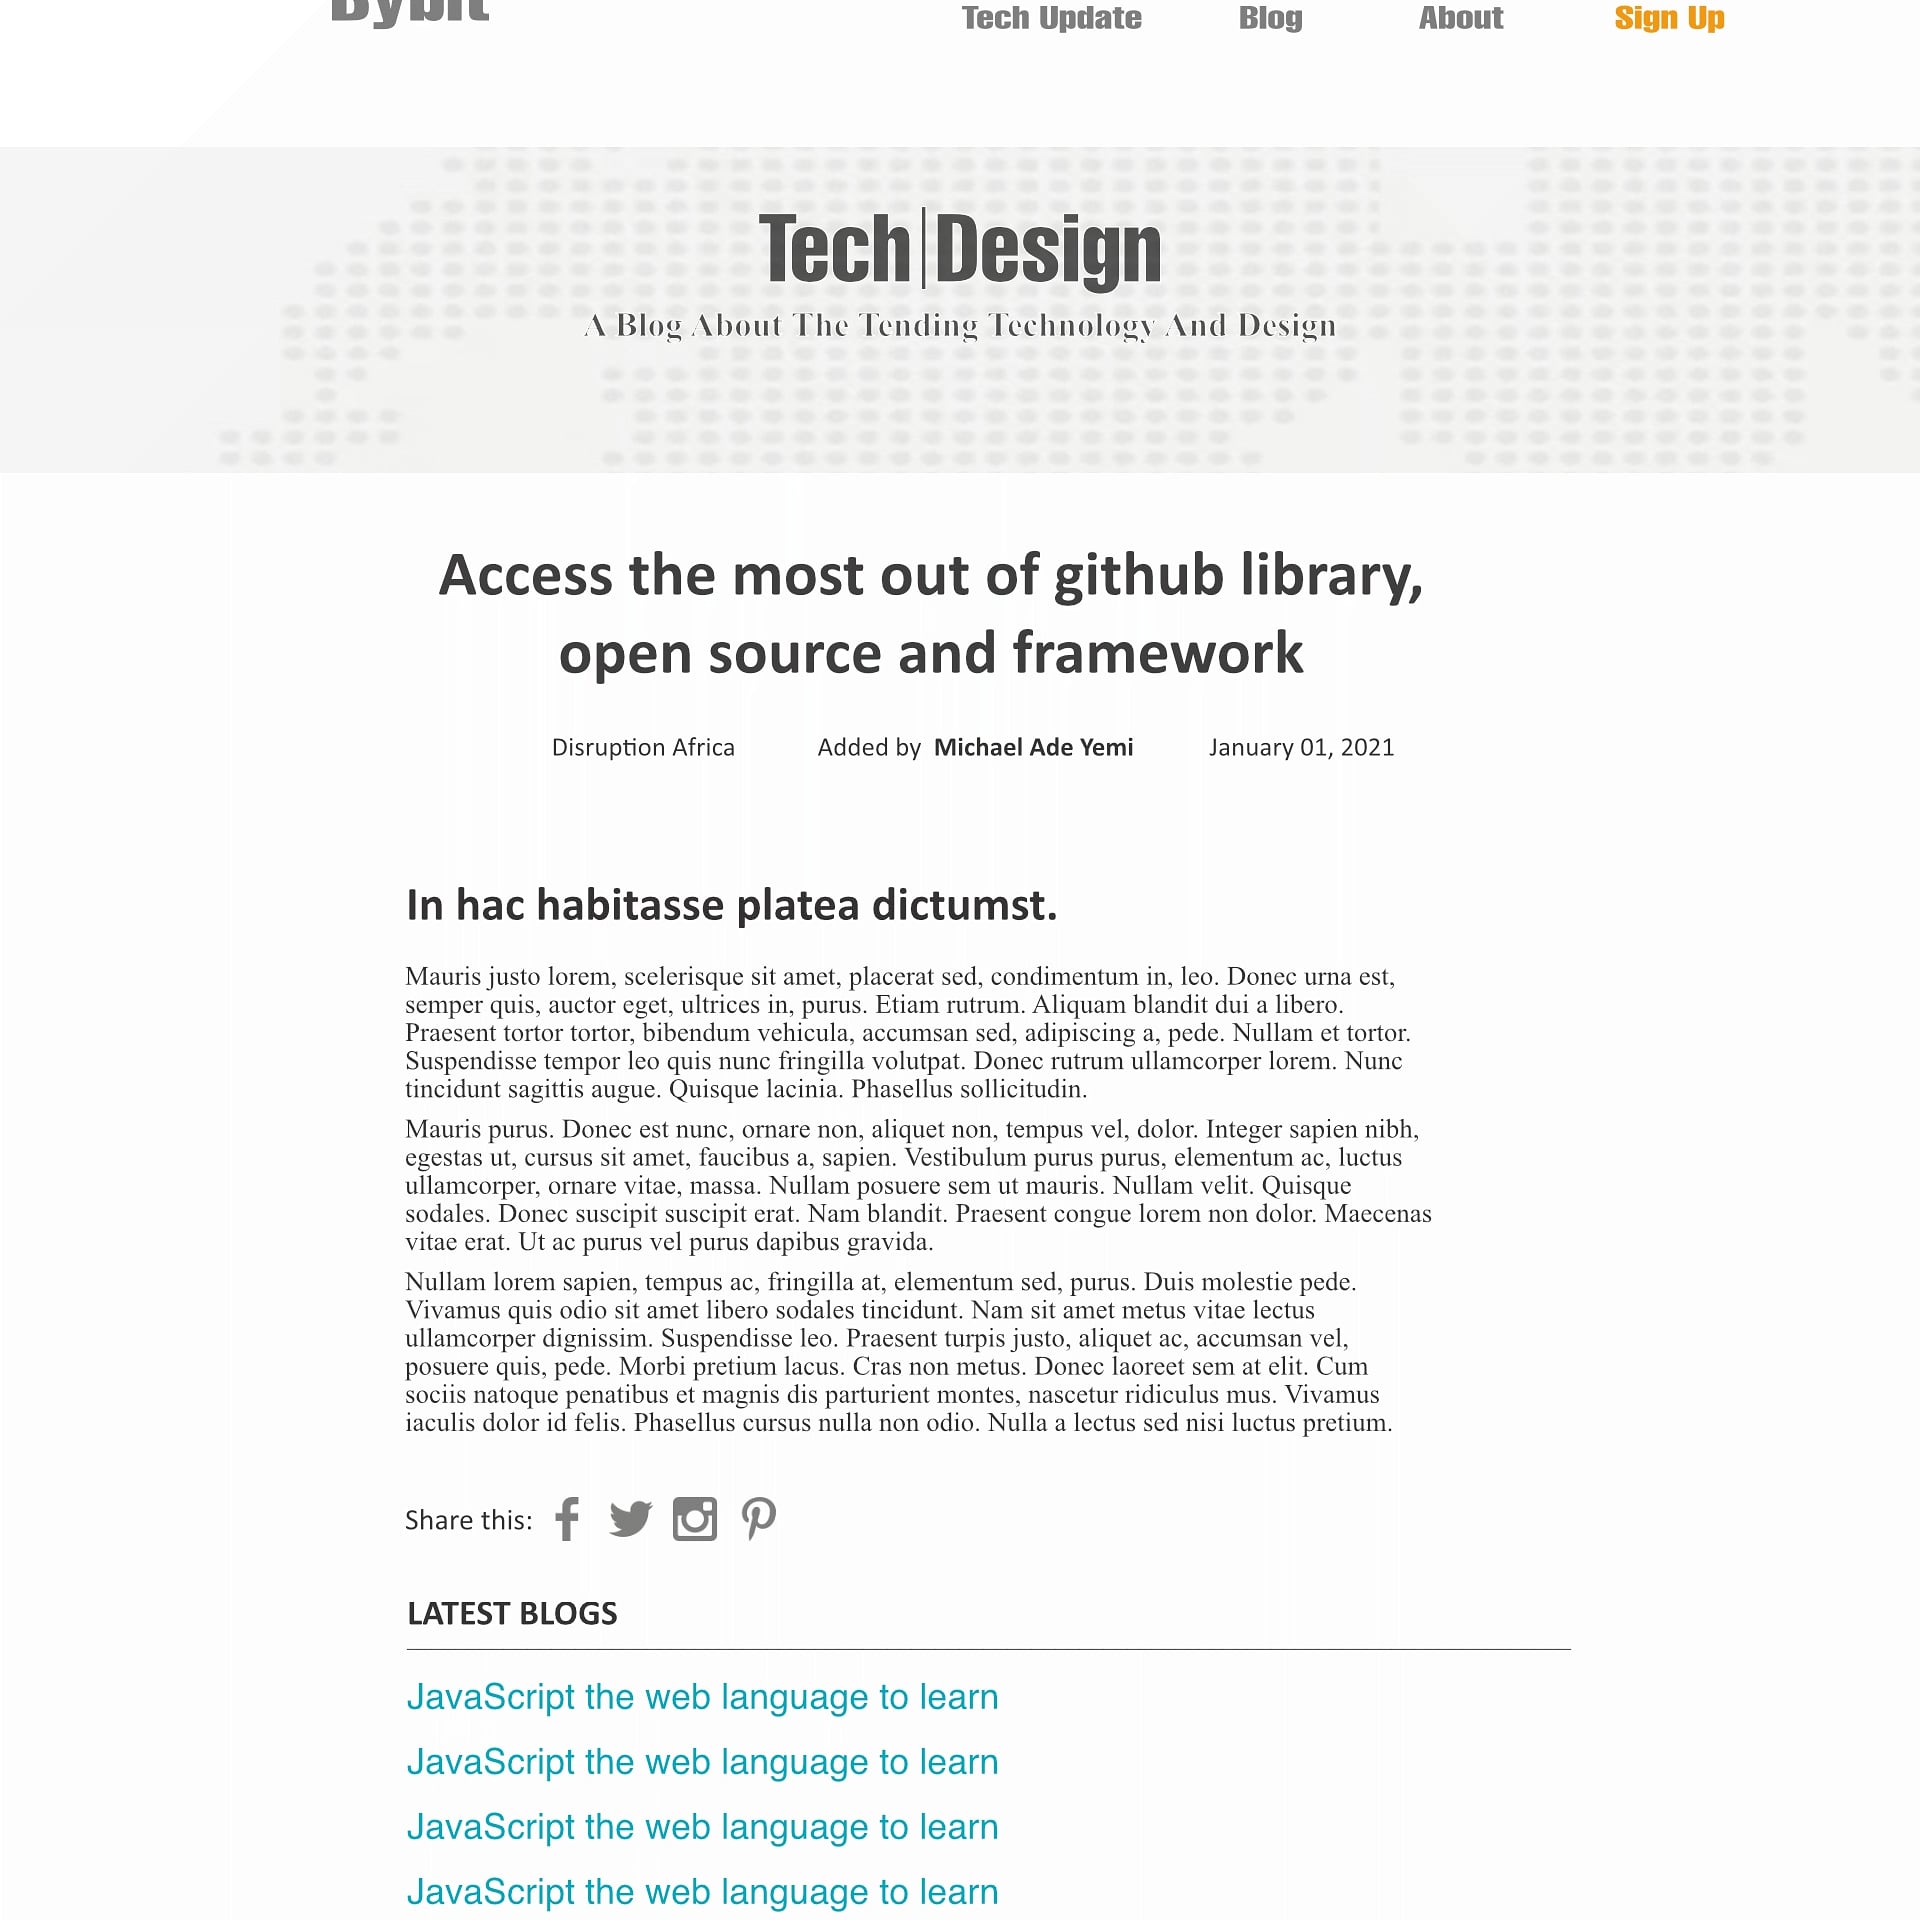 Bybit
Tech Update Blog About Sign Up
Tech|Design
A Blog About The Tending Technology And Design
Access the most out of github library,
open source and framework
Disruption Africa Added by Michael Ade Yemi January 01, 2021
In hac habitasse platea dictumst.
Mauris justo lorem, scelerisque sit amet, placerat sed, condimentum in, leo. Donec urna est,
semper quis, auctor eget, ultrices in, purus. Etiam rutrum. Aliquam blandit dui a libero.
Praesent tortor tortor, bibendum vehicula, accumsan sed, adipiscing a, pede. Nullam et tortor.
Suspendisse tempor leo quis nunc fringilla volutpat. Donec rutrum ullamcorper lorem. Nunc
tincidunt sagittis augue. Quisque lacinia. Phasellus sollicitudin.
Mauris purus. Donec est nunc, ornare non, aliquet non, tempus vel, dolor. Integer sapien nibh,
egestas ut, cursus sit amet, faucibus a, sapien. Vestibulum purus purus, elementum ac, luctus
ullamcorper, ornare vitae, massa. Nullam posuere sem ut mauris. Nullam velit. Quisque
sodales. Donec suscipit suscipit erat. Nam blandit. Praesent congue lorem non dolor. Maecenas
vitae erat. Ut ac purus vel purus dapibus gravida.
Nullam lorem sapien, tempus ac, fringilla at, elementum sed, purus. Duis molestie pede.
Vivamus quis odio sit amet libero sodales tincidunt. Nam sit amet metus vitae lectus
ullamcorper dignissim. Suspendisse leo. Praesent turpis justo, aliquet ac, accumsan vel,
posuere quis, pede. Morbi pretium lacus. Cras non metus. Donec laoreet sem at elit. Cum
sociis natoque penatibus et magnis dis parturient montes, nascetur ridiculus mus. Vivamus
iaculis dolor id felis. Phasellus cursus nulla non odio. Nulla a lectus sed nisi luctus pretium.
Share this:
LATEST BLOGS
JavaScript the web language to learn
JavaScript the web language to learn
JavaScript the web language to learn
JavaScript the web language to learn